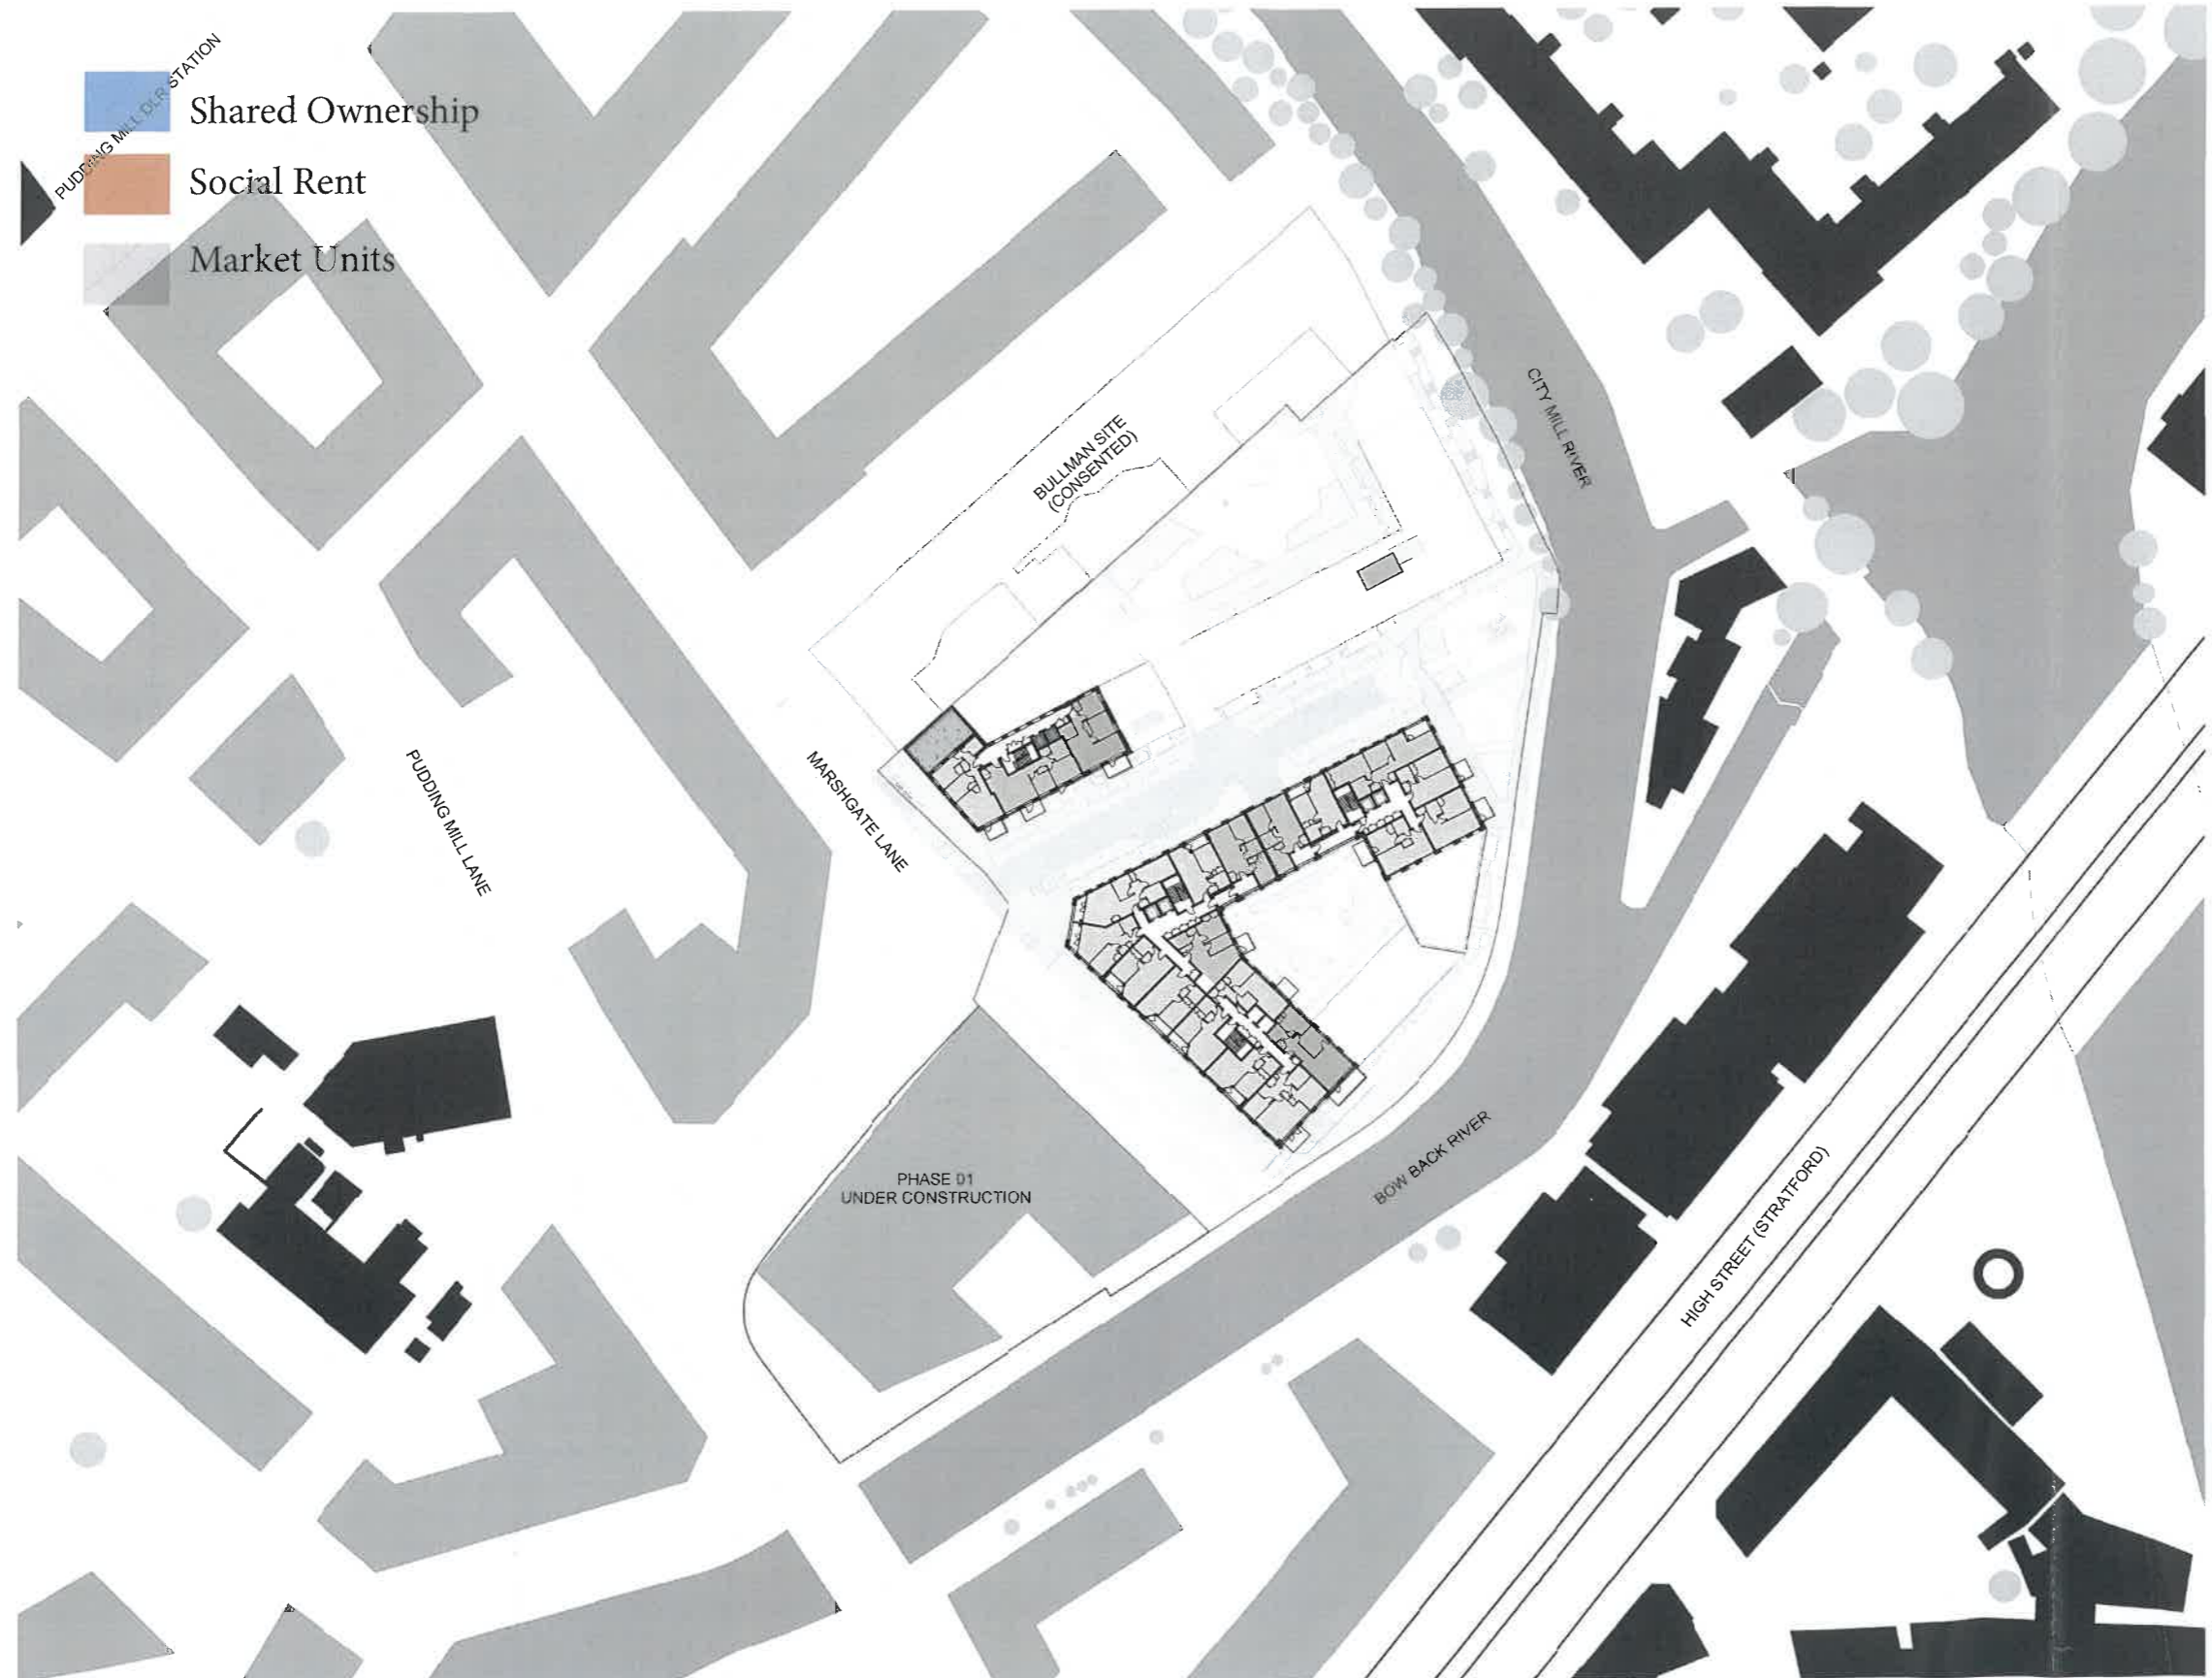 PUDDING MILL DLR STATION
Shared Ownership
Social Rent
Market Units
BULLMAN SITE
(CONSENTED)
CITY MILL RIVER
MARSHGATE LANE
PUDDING MILL LANE
PHASE 01
UNDER CONSTRUCTION
BOW BACK RIVER
HIGH STREET (STRATFORD)